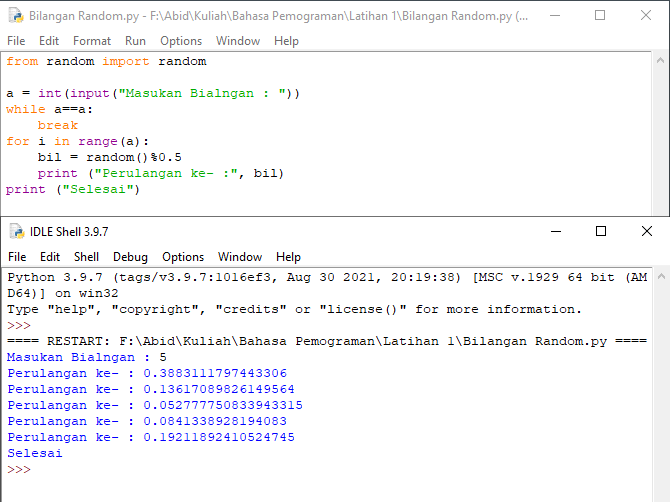 Bilangan Random.py - F:\Abid\Kuliah\Bahasa Pemograman\Latihan 1\Bilangan Random.py (...
File Edit Format Run Options Window Help
from random import random
a = int(input("Masukan Bialngan : "))
while a==a:
    break
for i in range(a):
    bil = random()%0.5
    print ("Perulangan ke- :", bil)
print ("Selesai")
IDLE Shell 3.9.7
File Edit Shell Debug Options Window Help
Python 3.9.7 (tags/v3.9.7:1016ef3, Aug 30 2021, 20:19:38) [MSC v.1929 64 bit (AM
D64)] on win32
Type "help", "copyright", "credits" or "license()" for more information.
>>>
==== RESTART: F:\Abid\Kuliah\Bahasa Pemograman\Latihan 1\Bilangan Random.py ====
Masukan Bialngan : 5
Perulangan ke- : 0.3883111797443306
Perulangan ke- : 0.13617089826149564
Perulangan ke- : 0.052777750833943315
Perulangan ke- : 0.0841338928194083
Perulangan ke- : 0.19211892410524745
Selesai
>>>